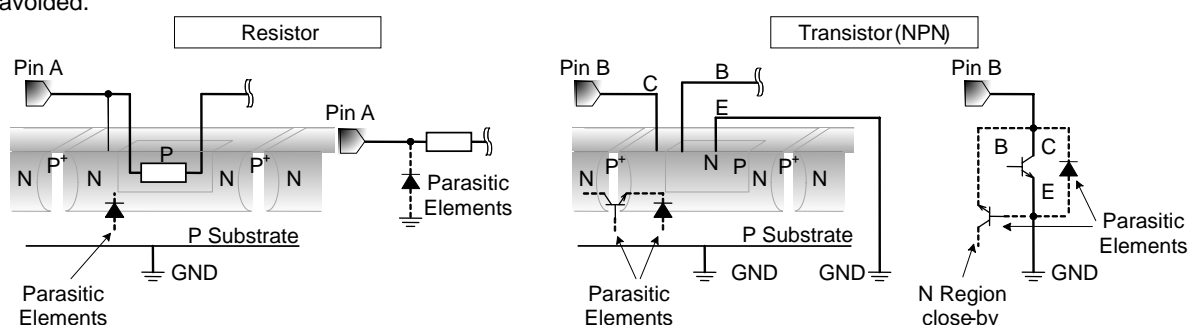 avoided.
Resistor
Transistor (NPN)
Pin A
Pin A
N P+ N P N P+ N
Parasitic
Elements
P Substrate
GND
Parasitic
Elements
Pin B
C
B
E
N P+ N P N P+ N
P Substrate
GND
GND
Parasitic
Elements
Pin B
B C
E
Parasitic
Elements
GND
N Region
close-by